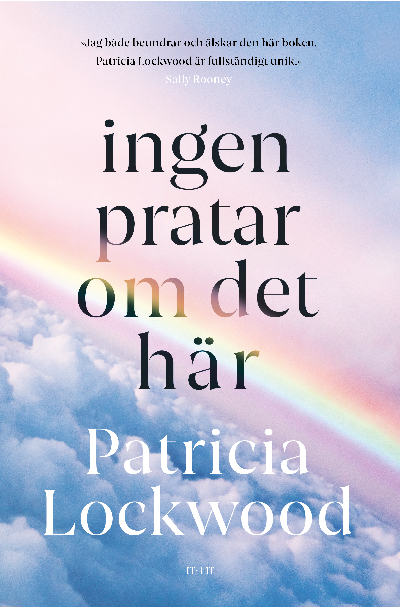 »Jag både beundrar och älskar den här boken.
Patricia Lockwood är fullständigt unik.»
Sally Rooney
ingen
pratar
om det
här
Patricia
Lockwood